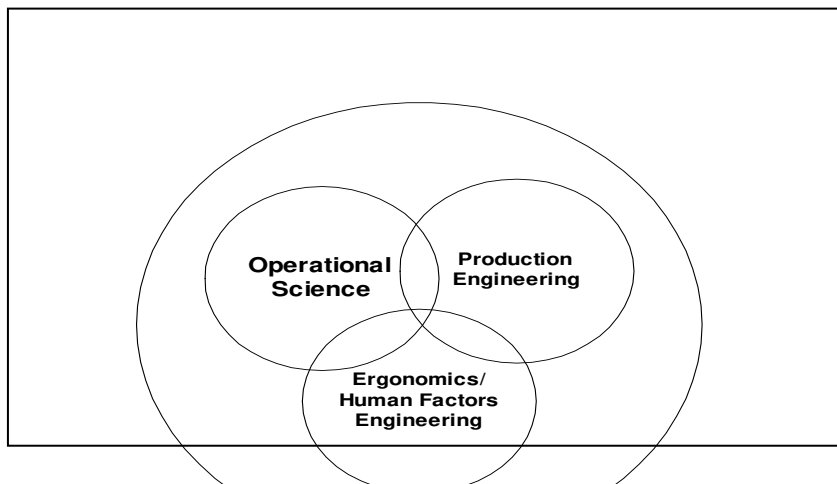 Operational
Science
Production
Engineering
Ergonomics/
Human Factors
Engineering